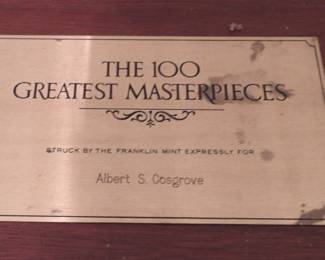 THE 100
GREATEST MASTERPIECES
STRUCK BY THE FRANKLIN MINT EXPRESSLY FOR
Albert S. Cosgrove